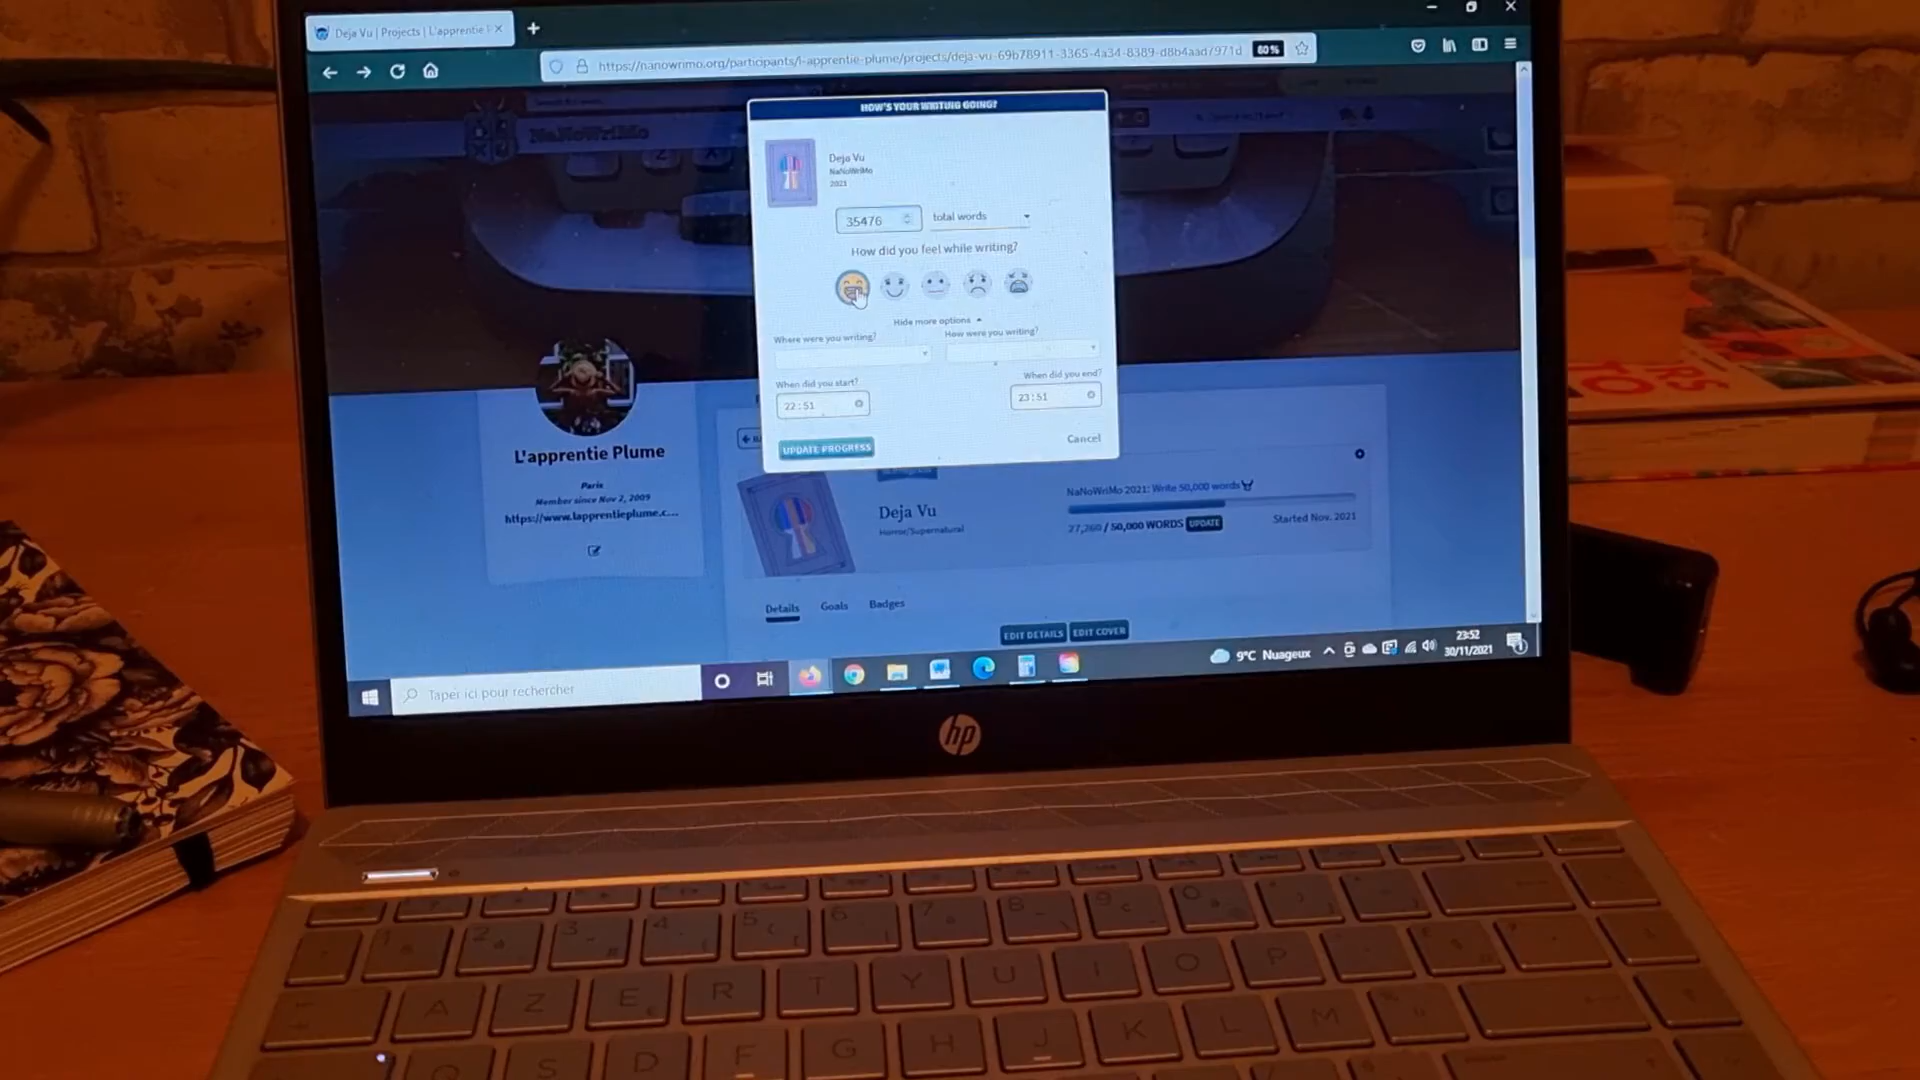 Deja Vu | Projects | L'apprentie
https://nanowrimo.org/participants/l-apprentie-plume/projects/deja-vu-69b78911-3365-4a34-8389-d8b4aad7971d
80%
NaNoWriMo
HOW'S YOUR WRITING GOING?
Deja Vu
NaNoWriMo
2021
35476
total words
How did you feel while writing?
Hide more options
Where were you writing?
How were you writing?
When did you start?
When did you end?
22:51
23:51
UPDATE PROGRESS
Cancel
L'apprentie Plume
Paris
Member since Nov 2, 2009
https://www.lapprentieplume.c...
Deja Vu
Horror/Supernatural
NaNoWriMo 2021: Write 50,000 words
27,260 / 50,000 WORDS
UPDATE
Started Nov. 2021
Details
Goals
Badges
EDIT DETAILS
EDIT COVER
Taper ici pour rechercher
9°C Nuageux
23:52
30/11/2021
hp
A Z E R T Y U I O P
Q S D F G H J K L M